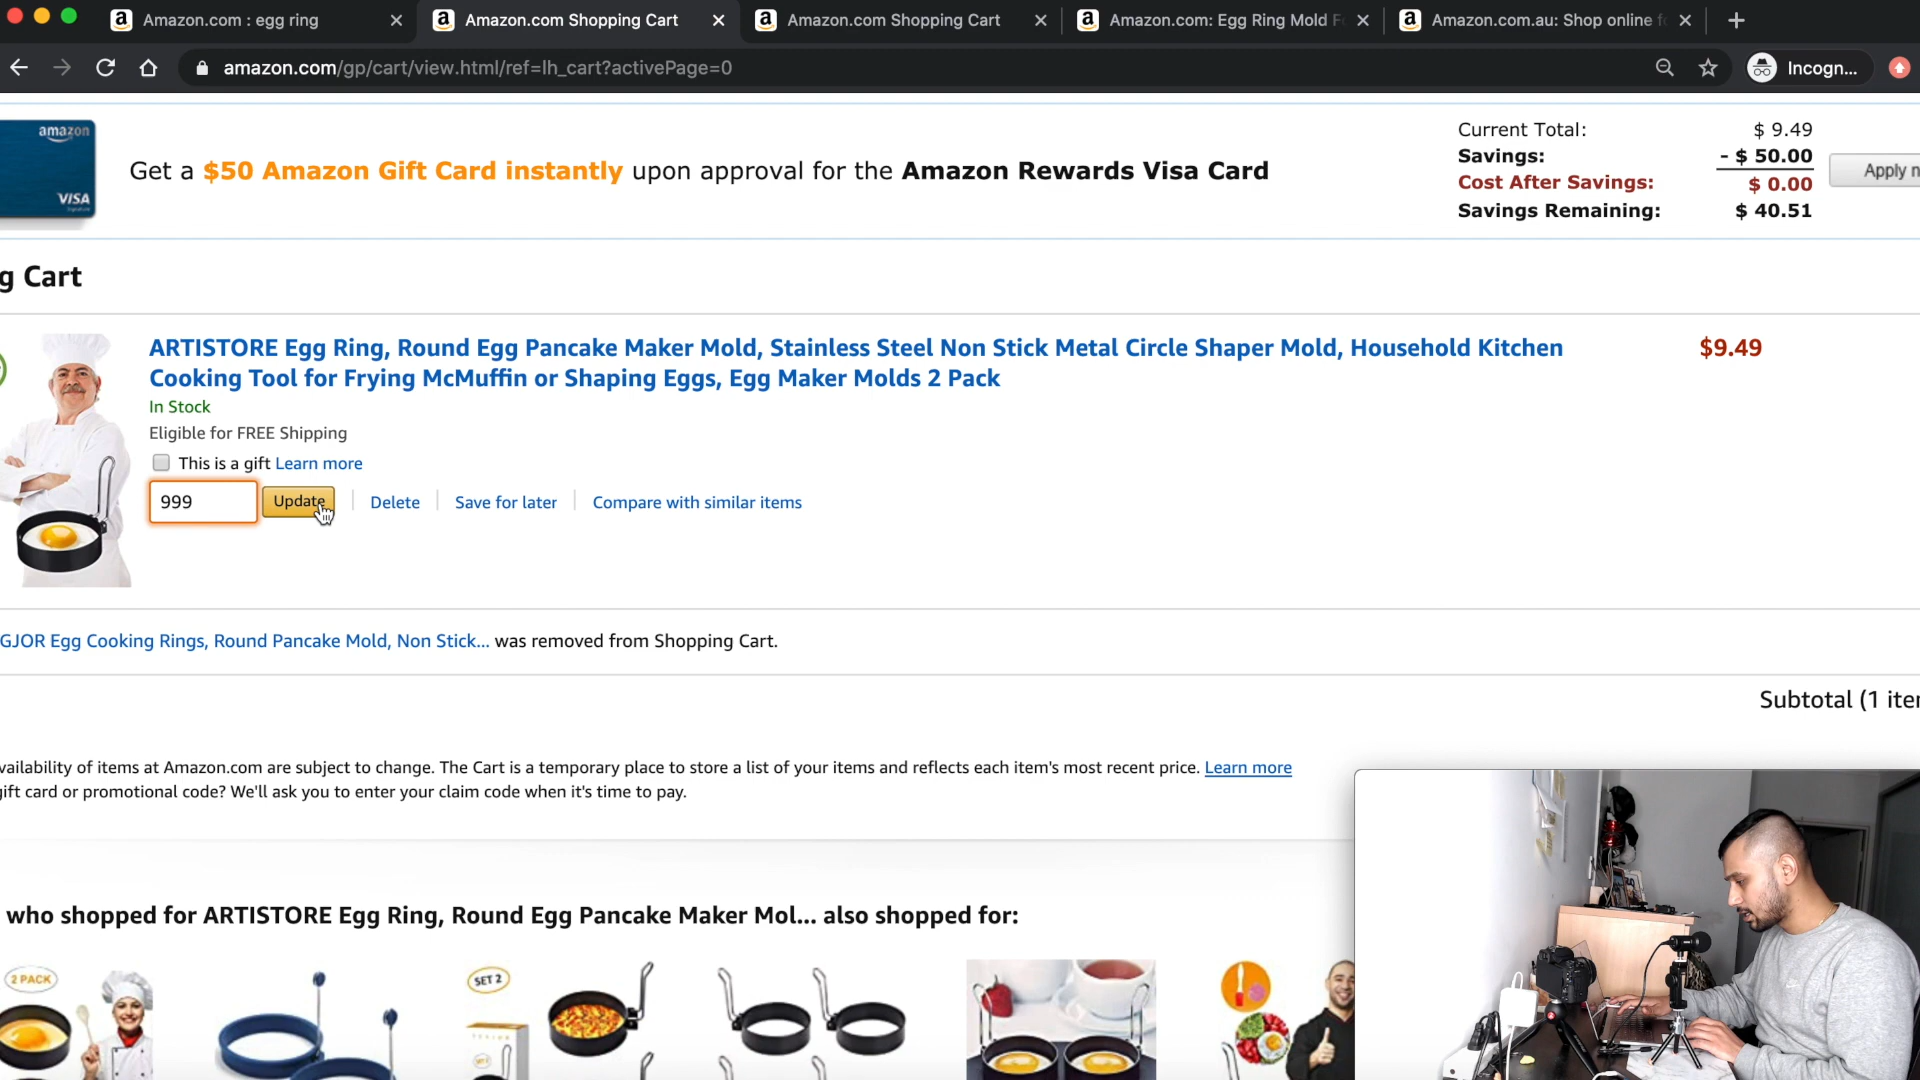 Amazon.com : egg ring
Amazon.com Shopping Cart
Amazon.com Shopping Cart
Amazon.com: Egg Ring Mold F
Amazon.com.au: Shop online f
amazon.com/gp/cart/view.html/ref=lh_cart?activePage=0
Incogn...
amazon
VISA
Get a $50 Amazon Gift Card instantly upon approval for the Amazon Rewards Visa Card
Current Total: $ 9.49
Savings: - $ 50.00
Cost After Savings: $ 0.00
Savings Remaining: $ 40.51
Apply n
g Cart
ARTISTORE Egg Ring, Round Egg Pancake Maker Mold, Stainless Steel Non Stick Metal Circle Shaper Mold, Household Kitchen
Cooking Tool for Frying McMuffin or Shaping Eggs, Egg Maker Molds 2 Pack
$9.49
In Stock
Eligible for FREE Shipping
This is a gift Learn more
999 Update Delete Save for later Compare with similar items
GJOR Egg Cooking Rings, Round Pancake Mold, Non Stick... was removed from Shopping Cart.
Subtotal (1 iter
vailability of items at Amazon.com are subject to change. The Cart is a temporary place to store a list of your items and reflects each item's most recent price. Learn more
gift card or promotional code? We'll ask you to enter your claim code when it's time to pay.
who shopped for ARTISTORE Egg Ring, Round Egg Pancake Maker Mol... also shopped for:
2 PACK
SET 2